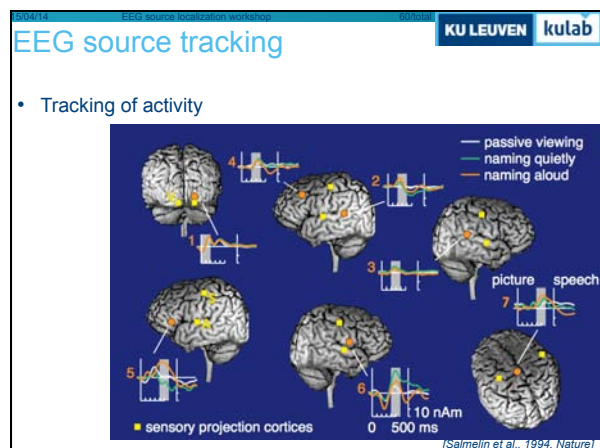 15/04/14 EEG source localization workshop 60/total
EEG source tracking
KU LEUVEN kulab
• Tracking of activity
passive viewing
naming quietly
naming aloud
4
2
1
3
picture speech
7
5
6
10 nAm
0 500 ms
sensory projection cortices
[Salmelin et al., 1994, Nature]